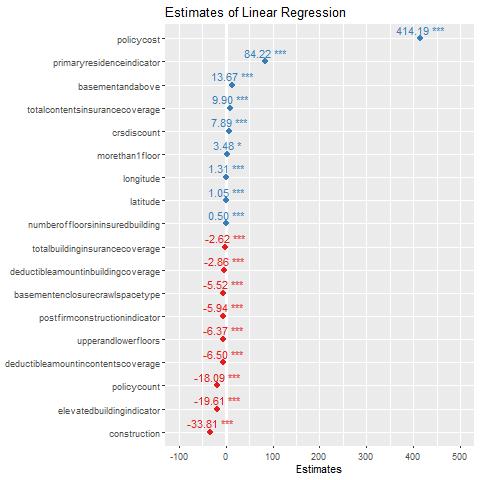 Estimates of Linear Regression
policycost 414.19 ***
primaryresidenceindicator 84.22 ***
basementandabove 13.67 ***
totalcontentsinsurancecoverage 9.90 ***
crsdiscount 7.89 ***
morethan1floor 3.48 *
longitude 1.31 ***
latitude 1.05 ***
numberoffloorsininsuredbuilding 0.50 ***
totalbuildinginsurancecoverage -2.62 ***
deductibleamountinbuildingcoverage -2.86 ***
basementenclosurecrawlspacetype -5.52 ***
postfirmconstructionindicator -5.94 ***
upperandlowerfloors -6.37 ***
deductibleamountincontentscoverage -6.50 ***
policycount -18.09 ***
elevatedbuildingindicator -19.61 ***
construction -33.81 ***
-100 0 100 200 300 400 500
Estimates